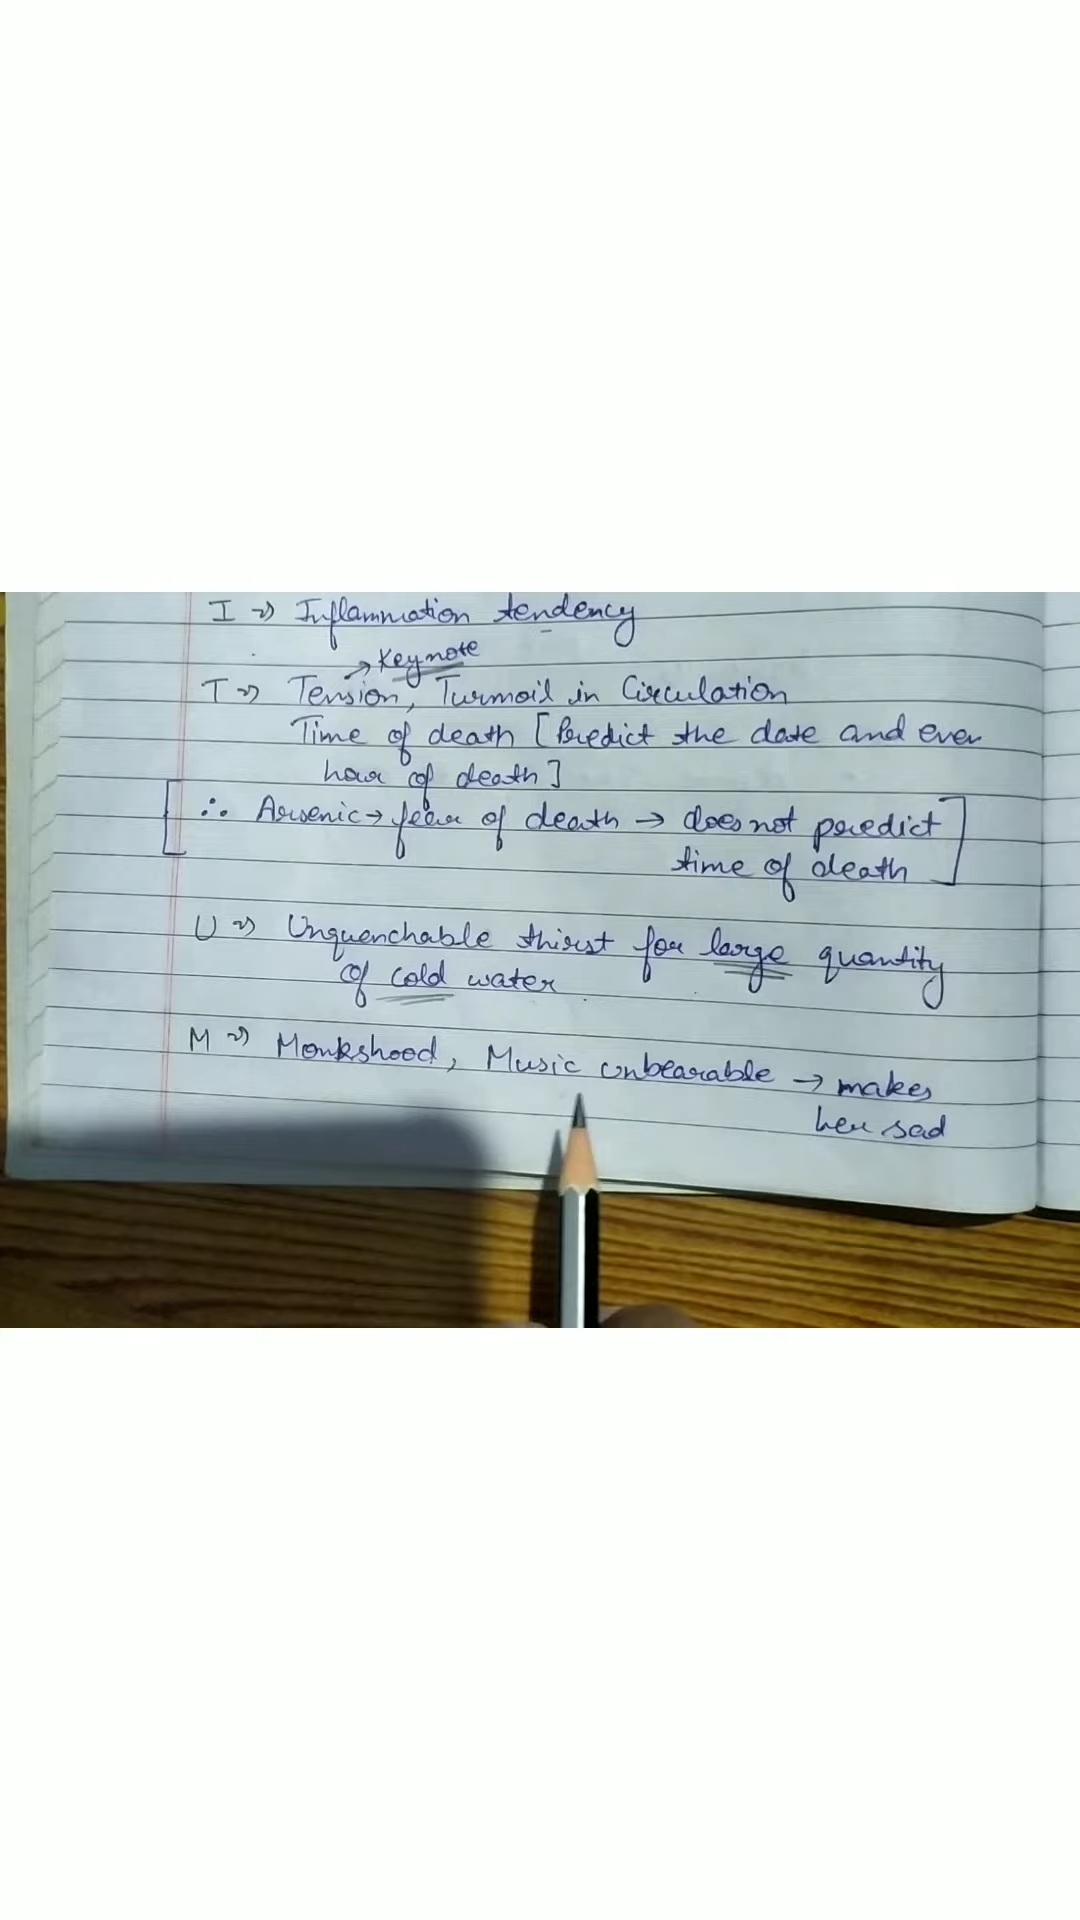 I → Inflammation tendency
→ Keynote
T → Tension, Turmoil in Circulation
Time of death [Predict the date and even
hour of death]
[∴ Arsenic → fear of death → does not predict
time of death]
U → Unquenchable thirst for large quantity
of cold water
M → Monkshood, Music unbearable → makes
her sad